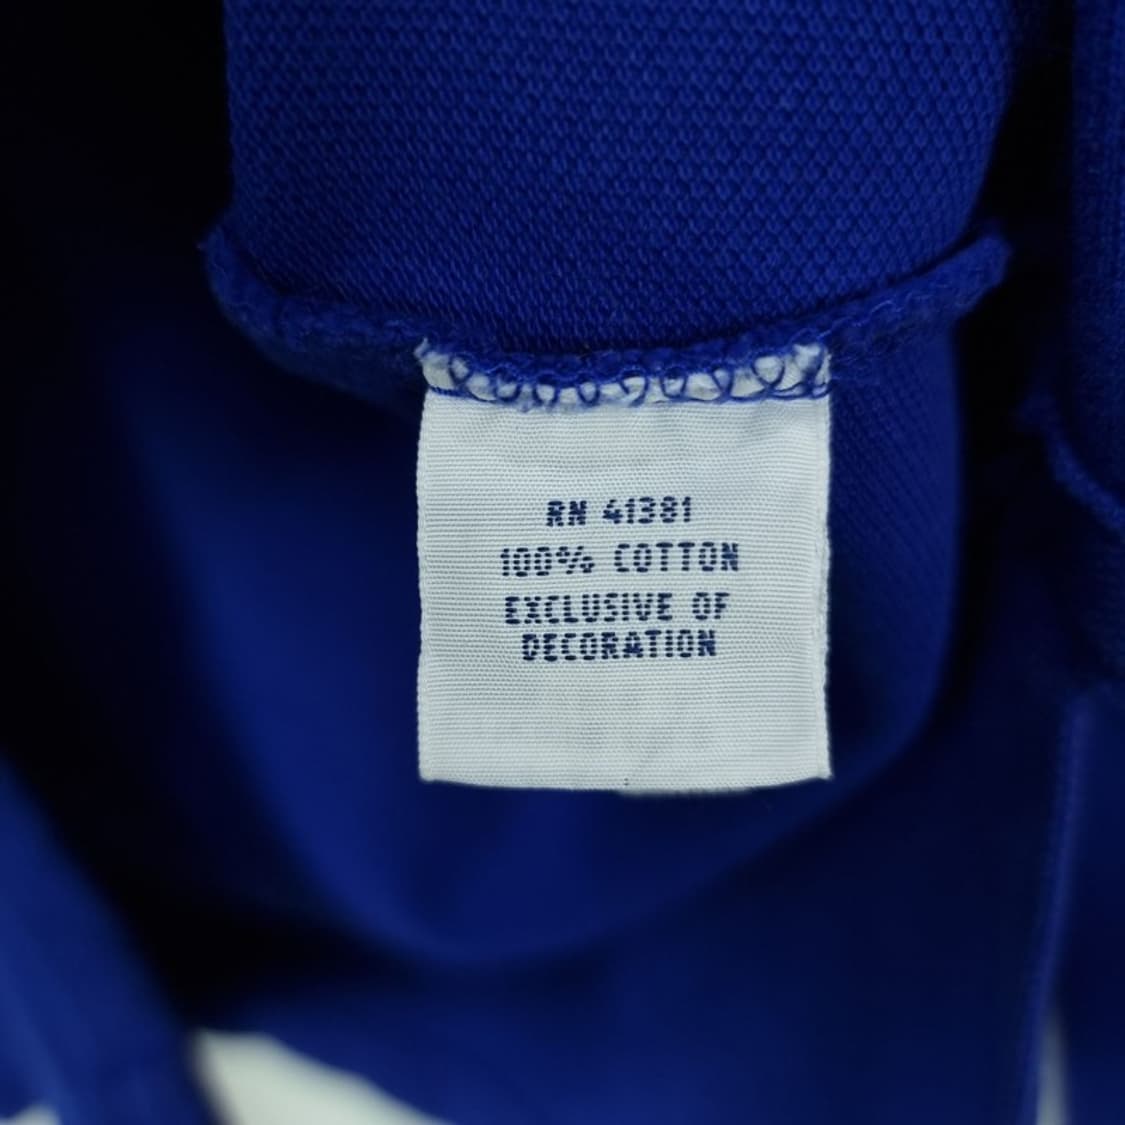 RN 41381
100% COTTON
EXCLUSIVE OF
DECORATION